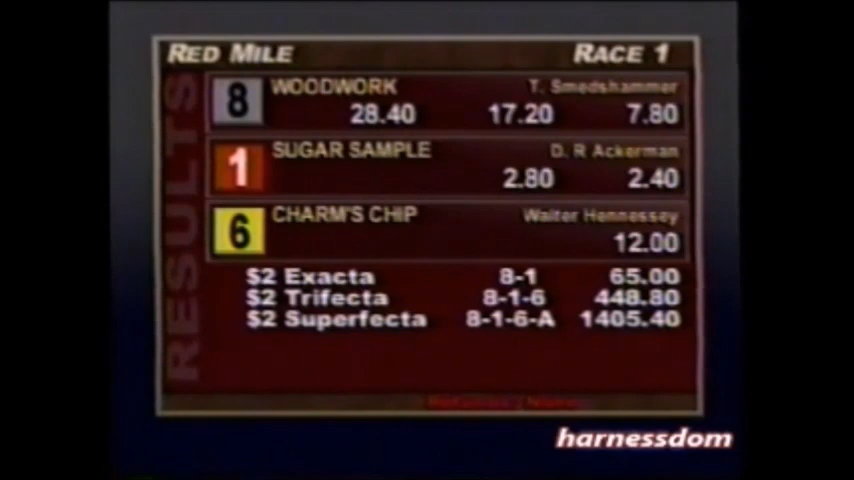 RED MILE RACE 1
RESULTS
8 WOODWORK T. Smedshammer
28.40 17.20 7.80
1 SUGAR SAMPLE D. R Ackerman
2.80 2.40
6 CHARM'S CHIP Walter Hennessey
12.00
$2 Exacta 8-1 65.00
$2 Trifecta 8-1-6 448.80
$2 Superfecta 8-1-6-A 1405.40
harnessdom